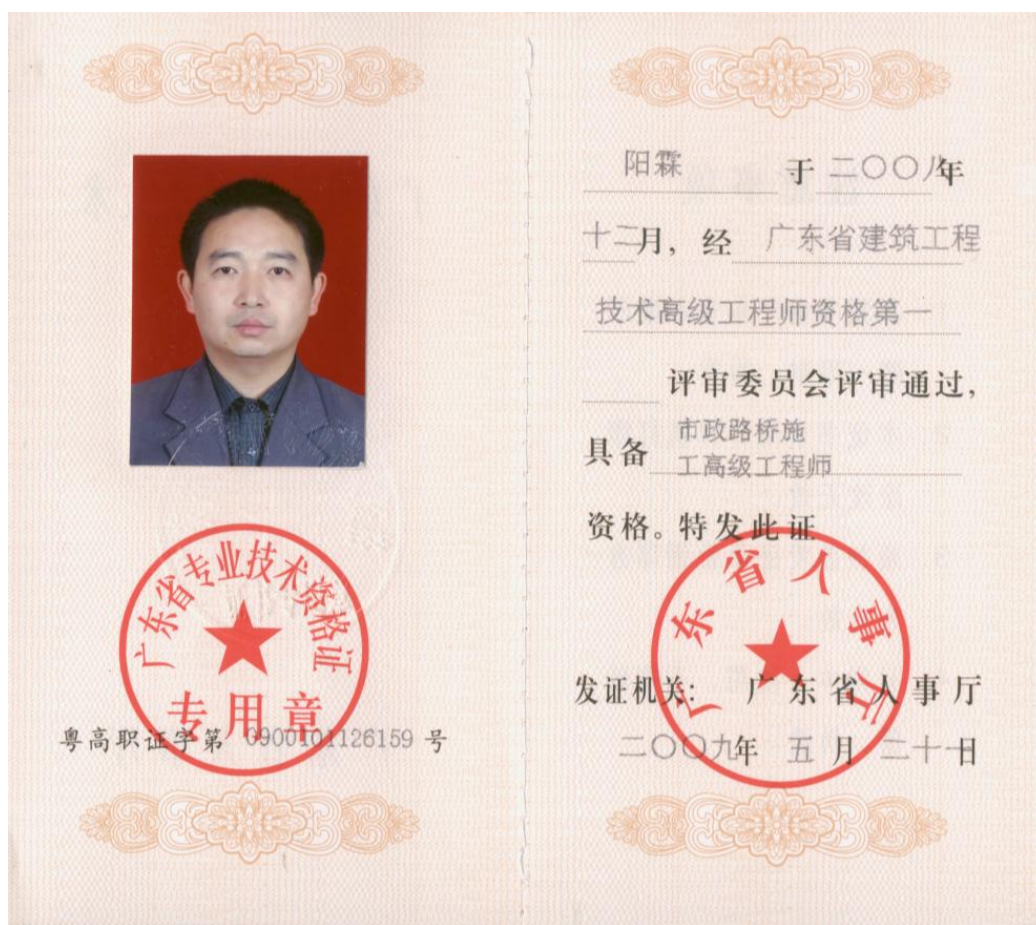 广东省专业技术资格证
专用章
粤高职证字第 0900101126159 号
阳霖 于 二〇〇八年
十二月，经 广东省建筑工程
技术高级工程师资格第一
评审委员会评审通过，
具备 市政路桥施
工高级工程师
资格。特发此证
广东省人事厅
发证机关： 广东省人事厅
二〇〇九年 五 月 二十一日